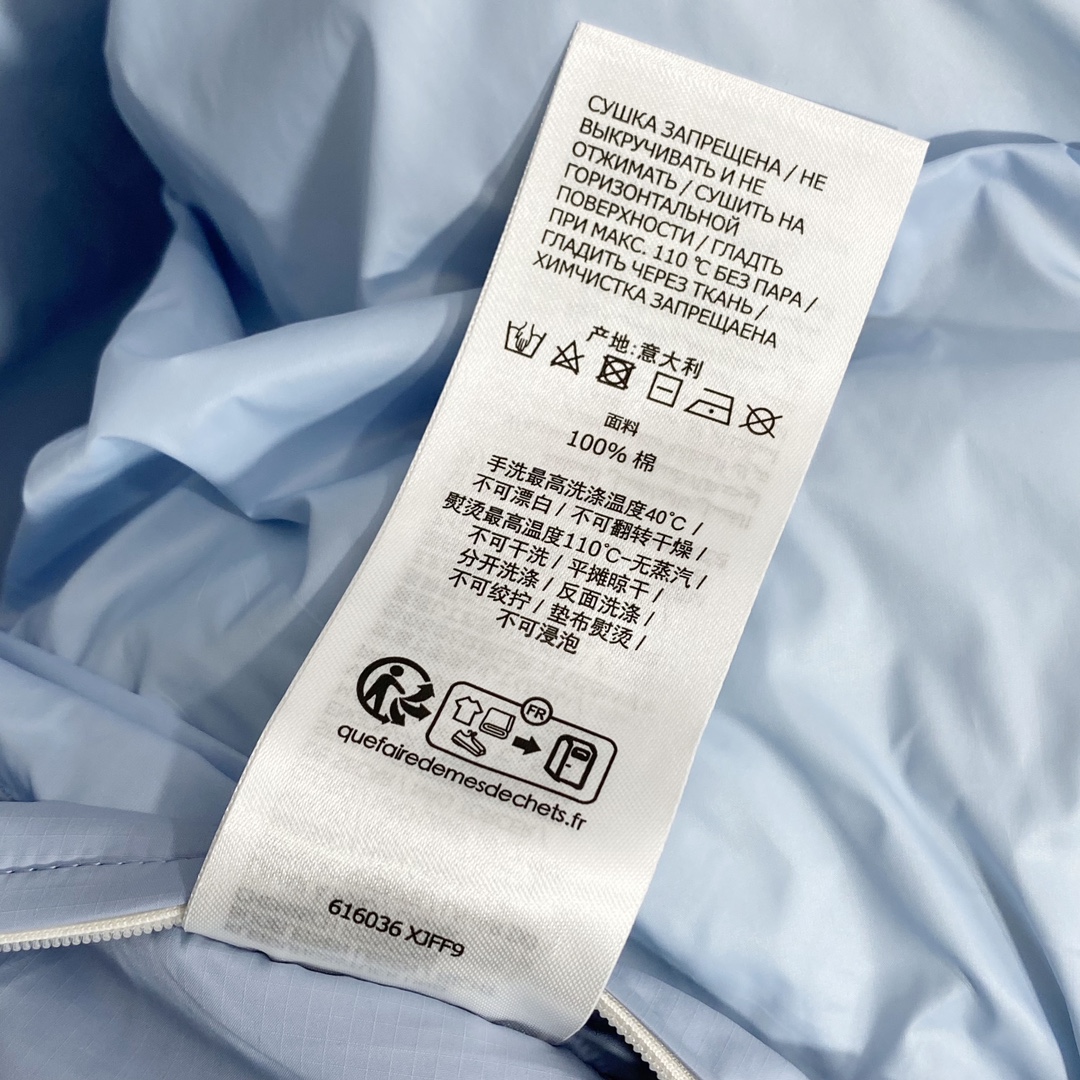 СУШКА ЗАПРЕЩЕНА / НЕ
ВЫКРУЧИВАТЬ И НЕ
ОТЖИМАТЬ / СУШИТЬ НА
ГОРИЗОНТАЛЬНОЙ
ПОВЕРХНОСТИ / ГЛАДТЬ
ПРИ МАКС. 110 ℃ БЕЗ ПАРА /
ГЛАДИТЬ ЧЕРЕЗ ТКАНЬ /
ХИМЧИСТКА ЗАПРЕЩАЕНА
产地:意大利
面料
100% 棉
手洗最高洗涤温度40℃ /
不可漂白 / 不可翻转干燥 /
熨烫最高温度110℃-无蒸汽 /
不可干洗 / 平摊晾干 /
分开洗涤 / 反面洗涤 /
不可绞拧 / 垫布熨烫 /
不可浸泡
FR
quefairedemesdechets.fr
616036 XJFF9